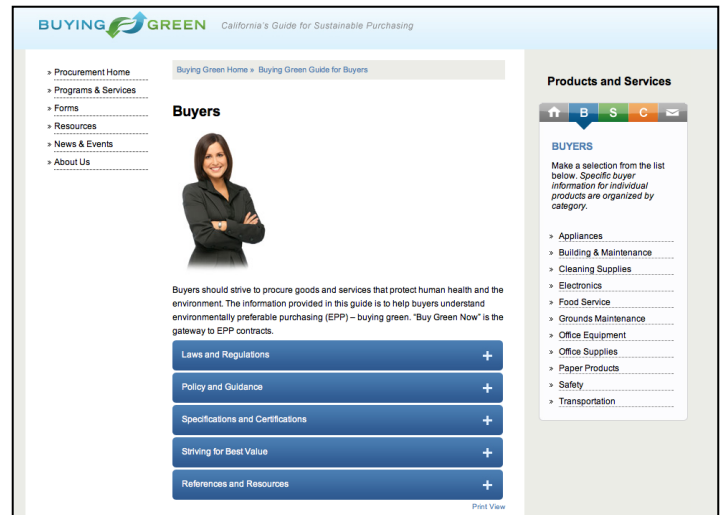 BUYING GREEN California's Guide for Sustainable Purchasing
» Procurement Home
» Programs & Services
» Forms
» Resources
» News & Events
» About Us
Buying Green Home » Buying Green Guide for Buyers
Buyers
Buyers should strive to procure goods and services that protect human health and the
environment. The information provided in this guide is to help buyers understand
environmentally preferable purchasing (EPP) – buying green. "Buy Green Now" is the
gateway to EPP contracts.
Laws and Regulations +
Policy and Guidance +
Specifications and Certifications +
Striving for Best Value +
References and Resources +
Print View
Products and Services
B S C
BUYERS
Make a selection from the list
below. Specific buyer
information for individual
products are organized by
category.
» Appliances
» Building & Maintenance
» Cleaning Supplies
» Electronics
» Food Service
» Grounds Maintenance
» Office Equipment
» Office Supplies
» Paper Products
» Safety
» Transportation